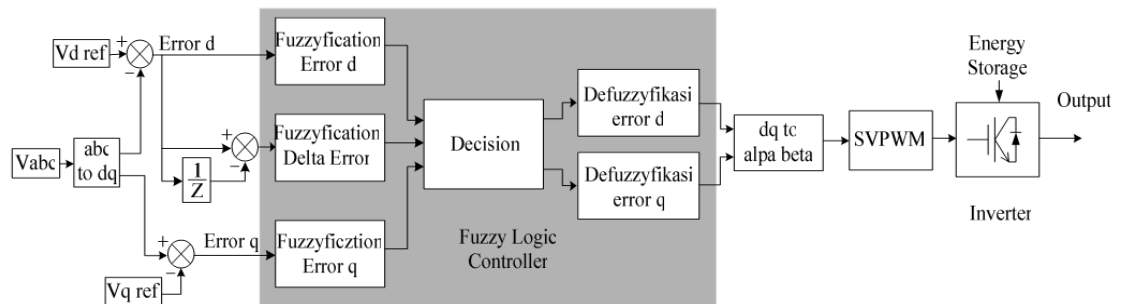 Vd ref
+
−
Error d
Fuzzyfication
Error d
Vabc
abc
to dq
+
−
1
Z
Fuzzyfication
Delta Error
+
−
Error q
Vq ref
Fuzzyficztion
Error q
Decision
Fuzzy Logic
Controller
Defuzzyfikasi
error d
Defuzzyfikasi
error q
dq to
alpa beta
SVPWM
Energy
Storage
Inverter
Output